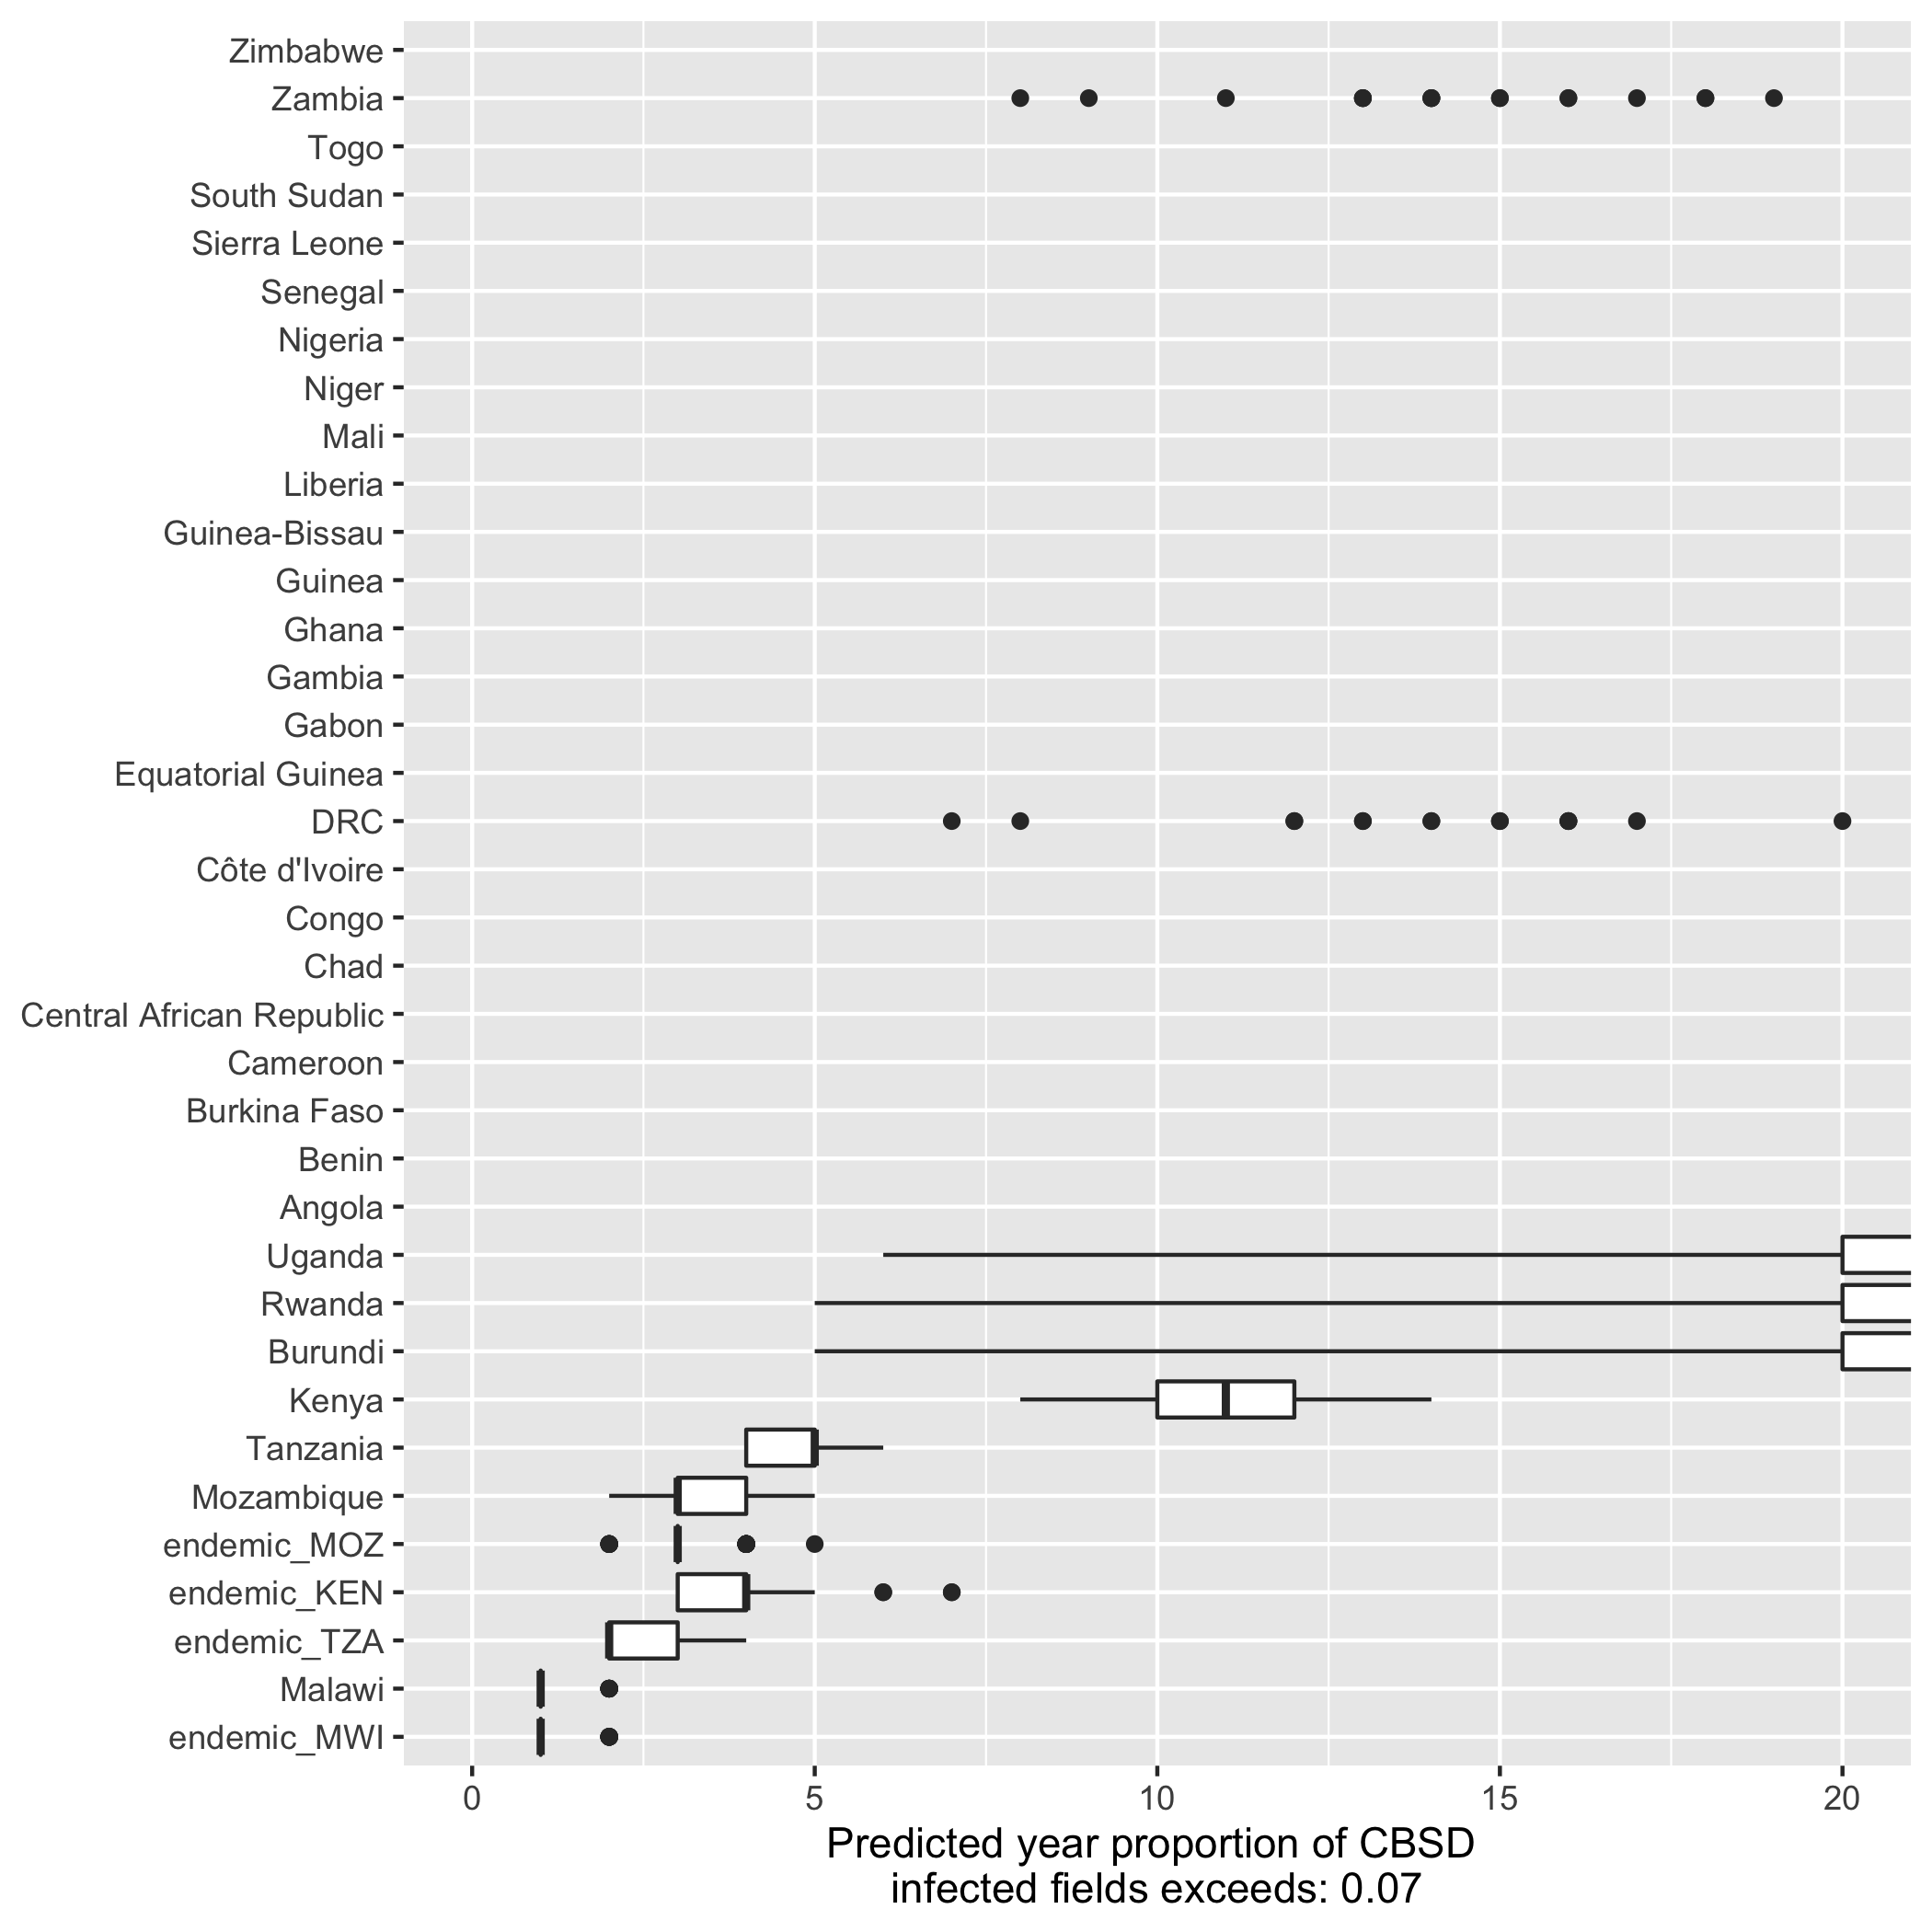 Zimbabwe
Zambia
Togo
South Sudan
Sierra Leone
Senegal
Nigeria
Niger
Mali
Liberia
Guinea-Bissau
Guinea
Ghana
Gambia
Gabon
Equatorial Guinea
DRC
Côte d'Ivoire
Congo
Chad
Central African Republic
Cameroon
Burkina Faso
Benin
Angola
Uganda
Rwanda
Burundi
Kenya
Tanzania
Mozambique
endemic_MOZ
endemic_KEN
endemic_TZA
Malawi
endemic_MWI
0 5 10 15 20
Predicted year proportion of CBSD
infected fields exceeds: 0.07